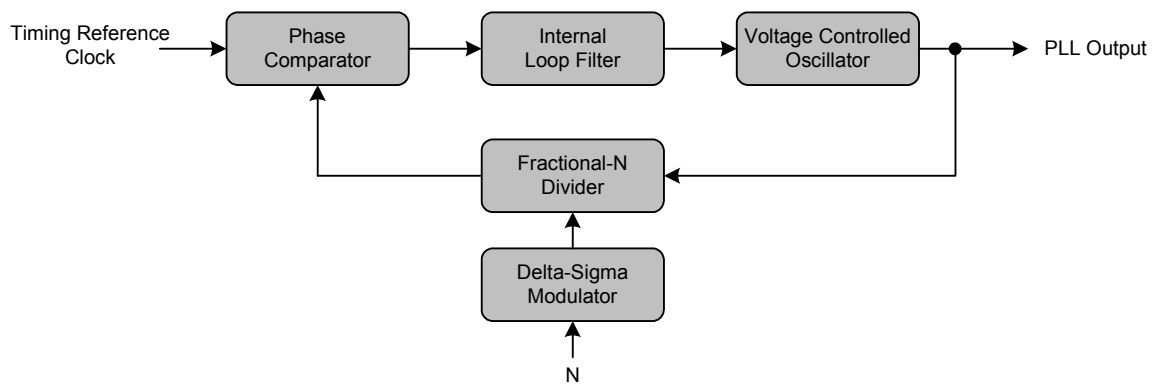 Timing Reference
Clock
Phase
Comparator
Internal
Loop Filter
Voltage Controlled
Oscillator
PLL Output
Fractional-N
Divider
Delta-Sigma
Modulator
N